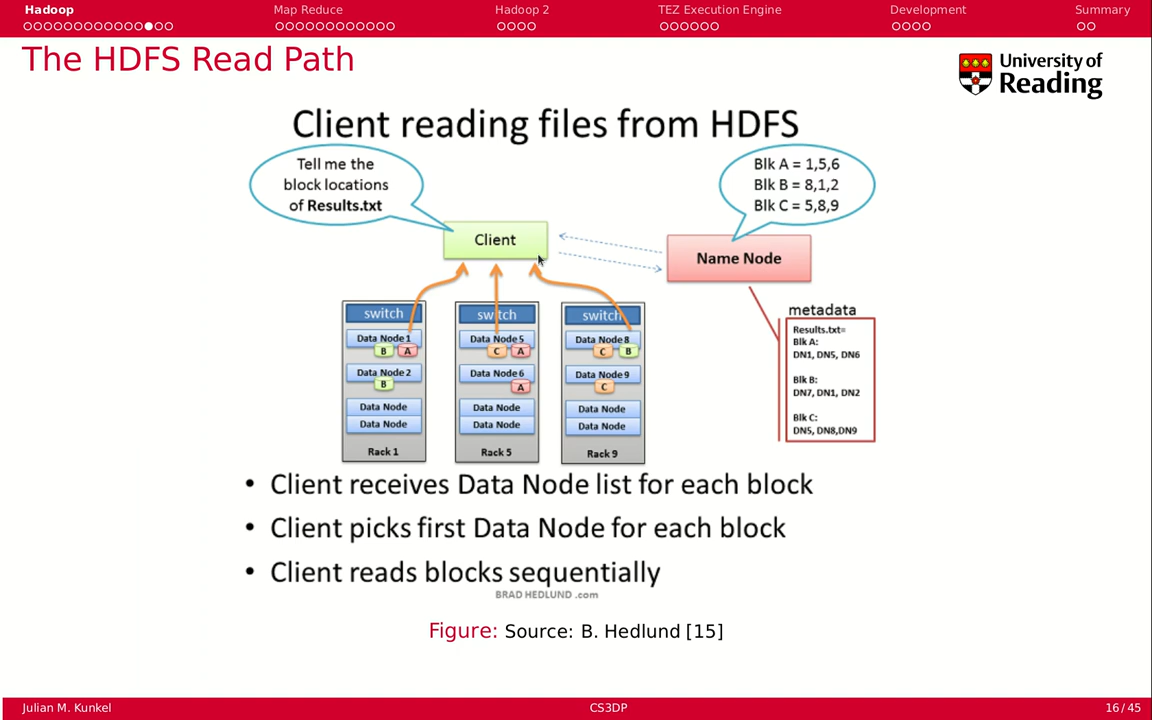 Hadoop
Map Reduce
Hadoop 2
TEZ Execution Engine
Development
Summary
The HDFS Read Path
University of
Reading
Client reading files from HDFS
Tell me the
block locations
of Results.txt
Blk A = 1,5,6
Blk B = 8,1,2
Blk C = 5,8,9
Client
Name Node
metadata
Results.txt=
Blk A:
DN1, DN5, DN6
Blk B:
DN7, DN1, DN2
Blk C:
DN5, DN8,DN9
switch
Data Node 1
B A
Data Node 2
B
Data Node
Data Node
Rack 1
switch
Data Node 5
C A
Data Node 6
A
Data Node
Data Node
Rack 5
switch
Data Node 8
C B
Data Node 9
C
Data Node
Data Node
Rack 9
• Client receives Data Node list for each block
• Client picks first Data Node for each block
• Client reads blocks sequentially
BRAD HEDLUND .com
Figure: Source: B. Hedlund [15]
Julian M. Kunkel
CS3DP
16/45